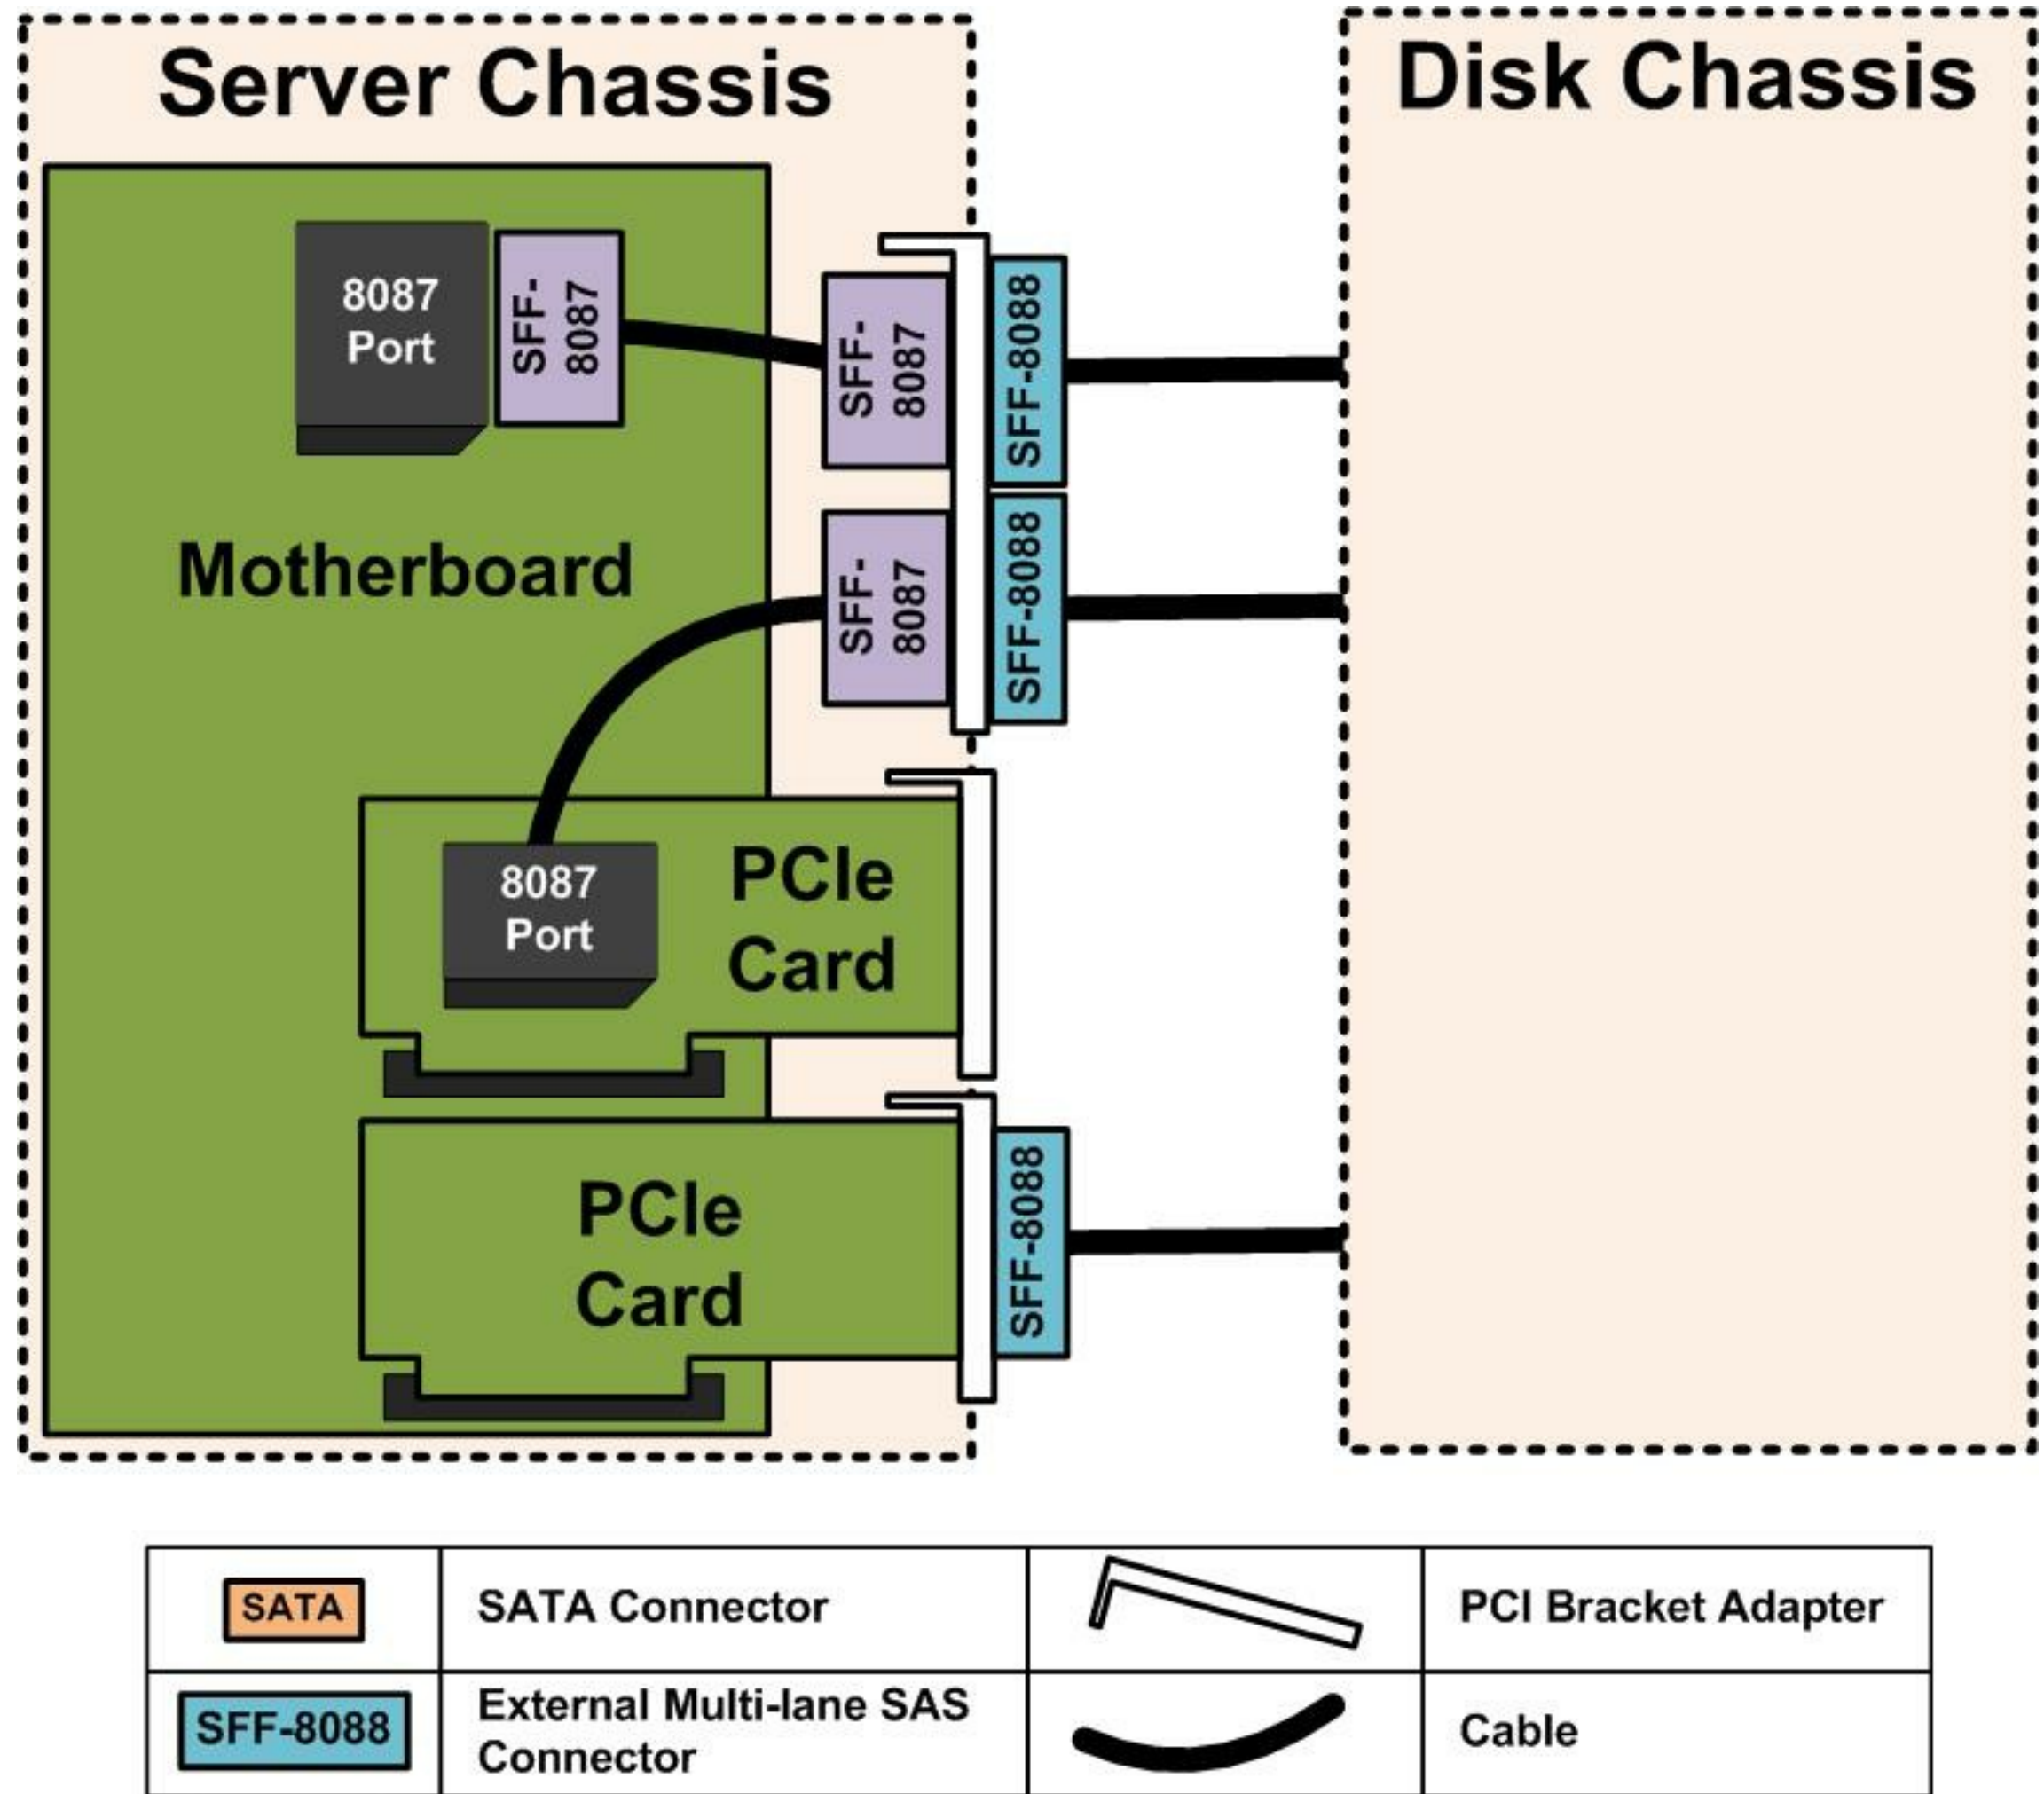 Server Chassis
Disk Chassis
8087
Port
SFF-
8087
SFF-
8087
SFF-8088
Motherboard
SFF-
8087
SFF-8088
8087
Port
PCIe
Card
PCIe
Card
SFF-8088
SATA
SATA Connector
PCI Bracket Adapter
SFF-8088
External Multi-lane SAS
Connector
Cable